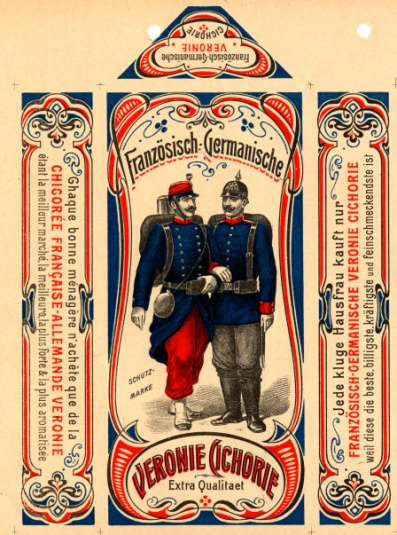 Französisch-Germanische
VERONIE
CICHORIE
Französisch-Germanische
SCHUTZ-
MARKE
VERONIE CICHORIE
Extra Qualitaet
Ghaque bonne ménagère n'achète que de la
CHICORÉE FRANÇAISE-ALLEMANDE VERONIE
étant la meilleur marché, la meilleure, la plus forte & la plus aromatisée
Jede kluge Hausfrau kauft nur
FRANZÖSISCH-GERMANISCHE VERONIE CICHORIE
weil diese die beste, billigste, kräftigste und feinschmeckendste ist